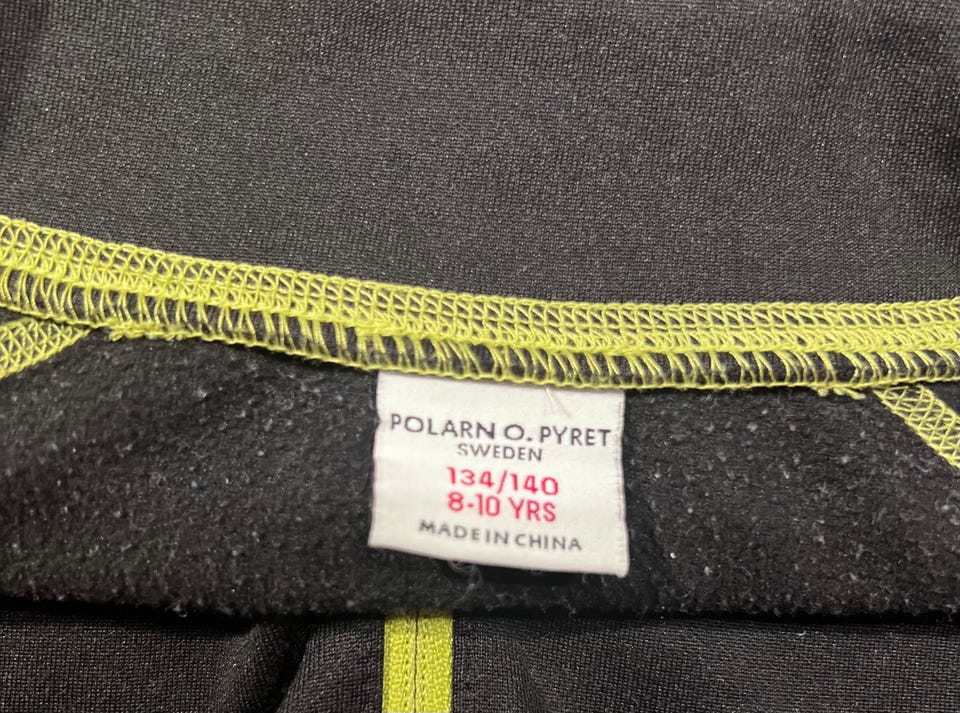 POLARN O. PYRET
SWEDEN
134/140
8-10 YRS
MADE IN CHINA